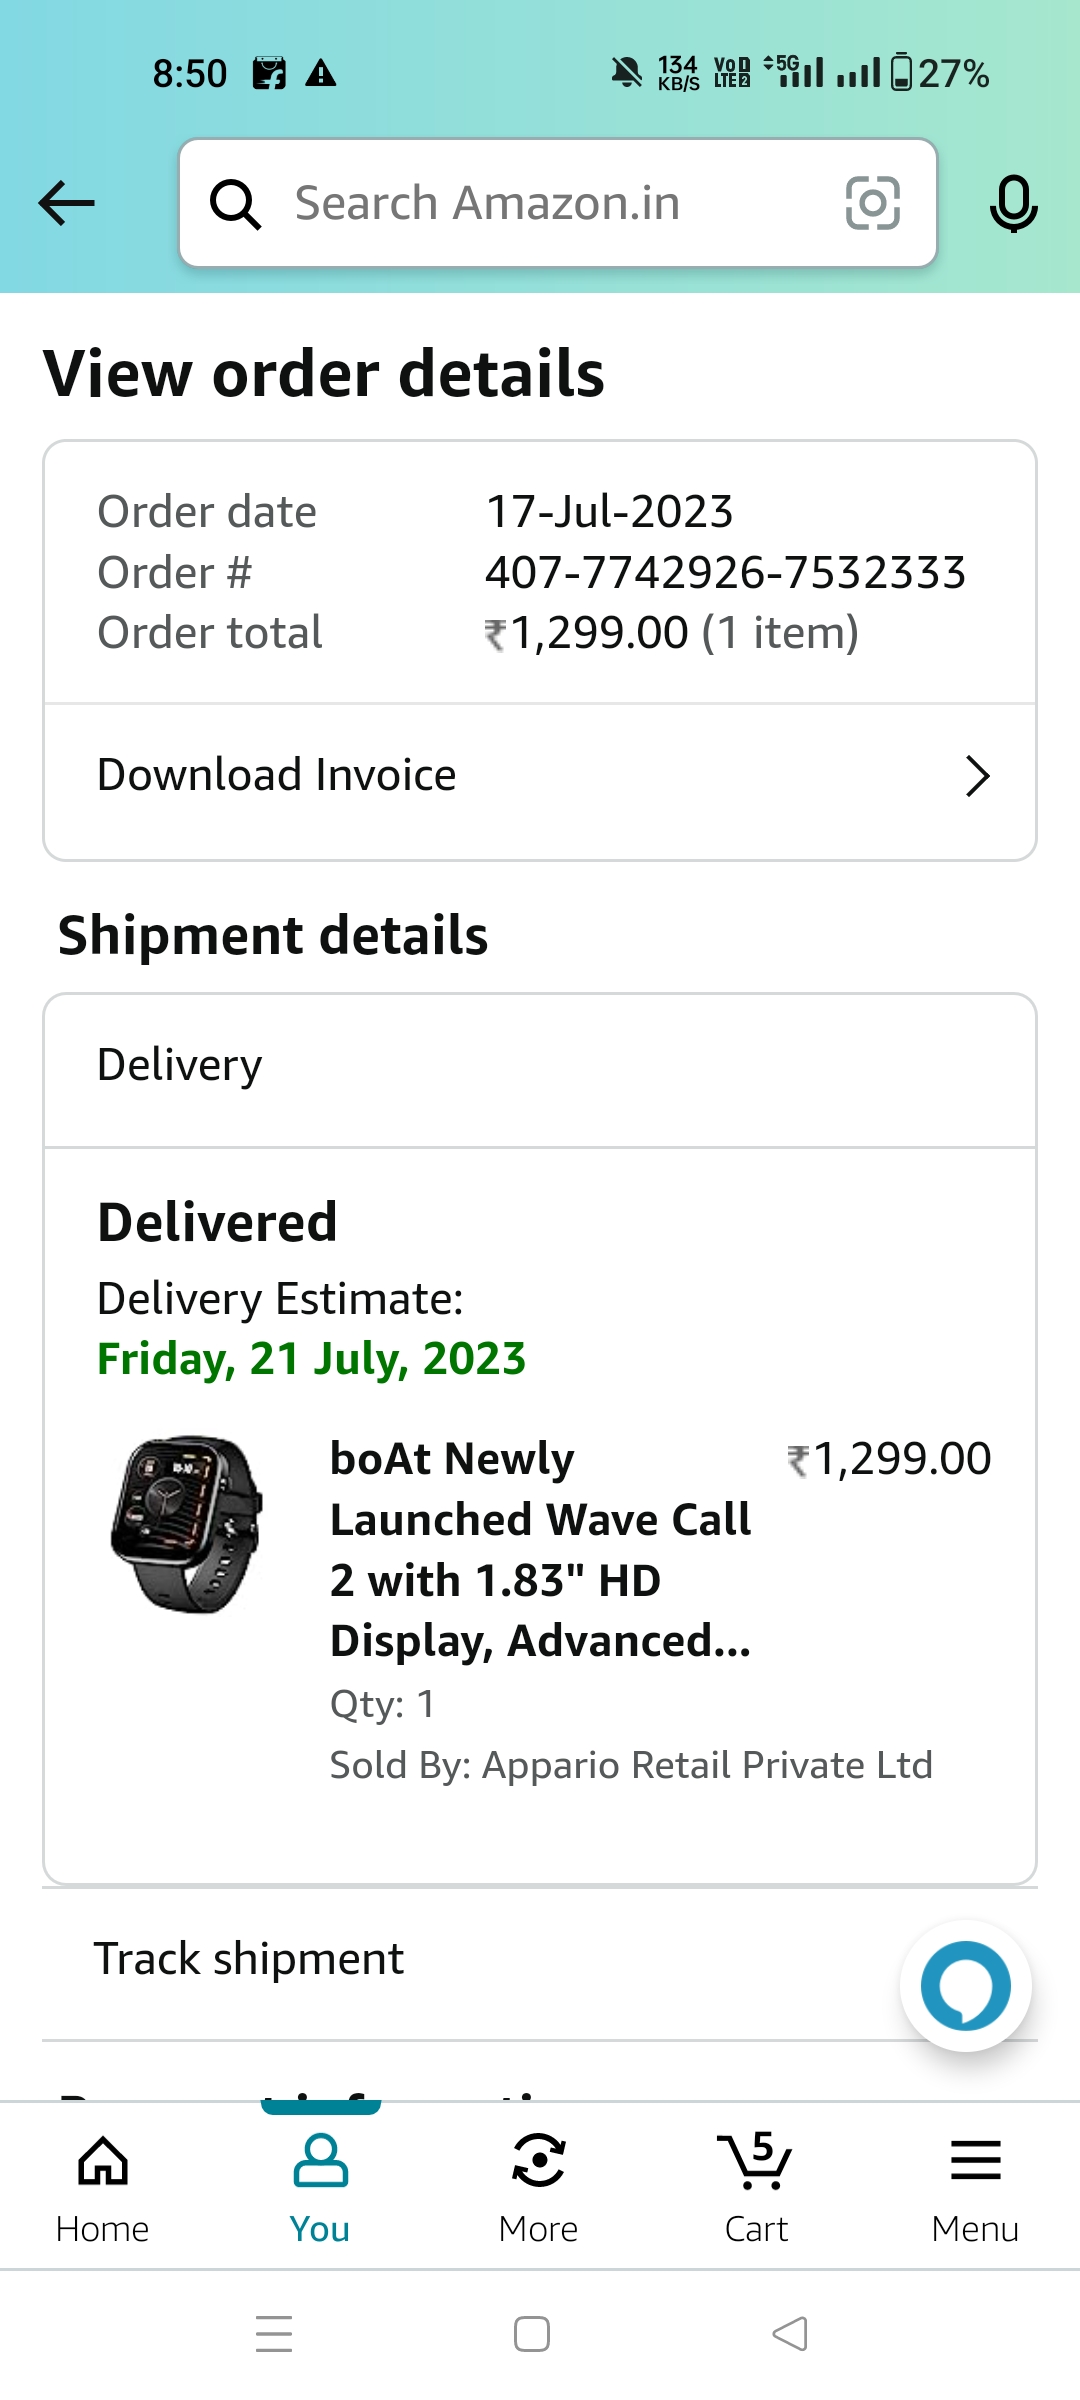 8:50 134 KB/S VoD LTE2 5G 27%
Search Amazon.in
View order details
Order date 17-Jul-2023
Order # 407-7742926-7532333
Order total ₹1,299.00 (1 item)
Download Invoice
Shipment details
Delivery
Delivered
Delivery Estimate:
Friday, 21 July, 2023
boAt Newly ₹1,299.00
Launched Wave Call
2 with 1.83" HD
Display, Advanced...
Qty: 1
Sold By: Appario Retail Private Ltd
Track shipment
5
Home You More Cart Menu